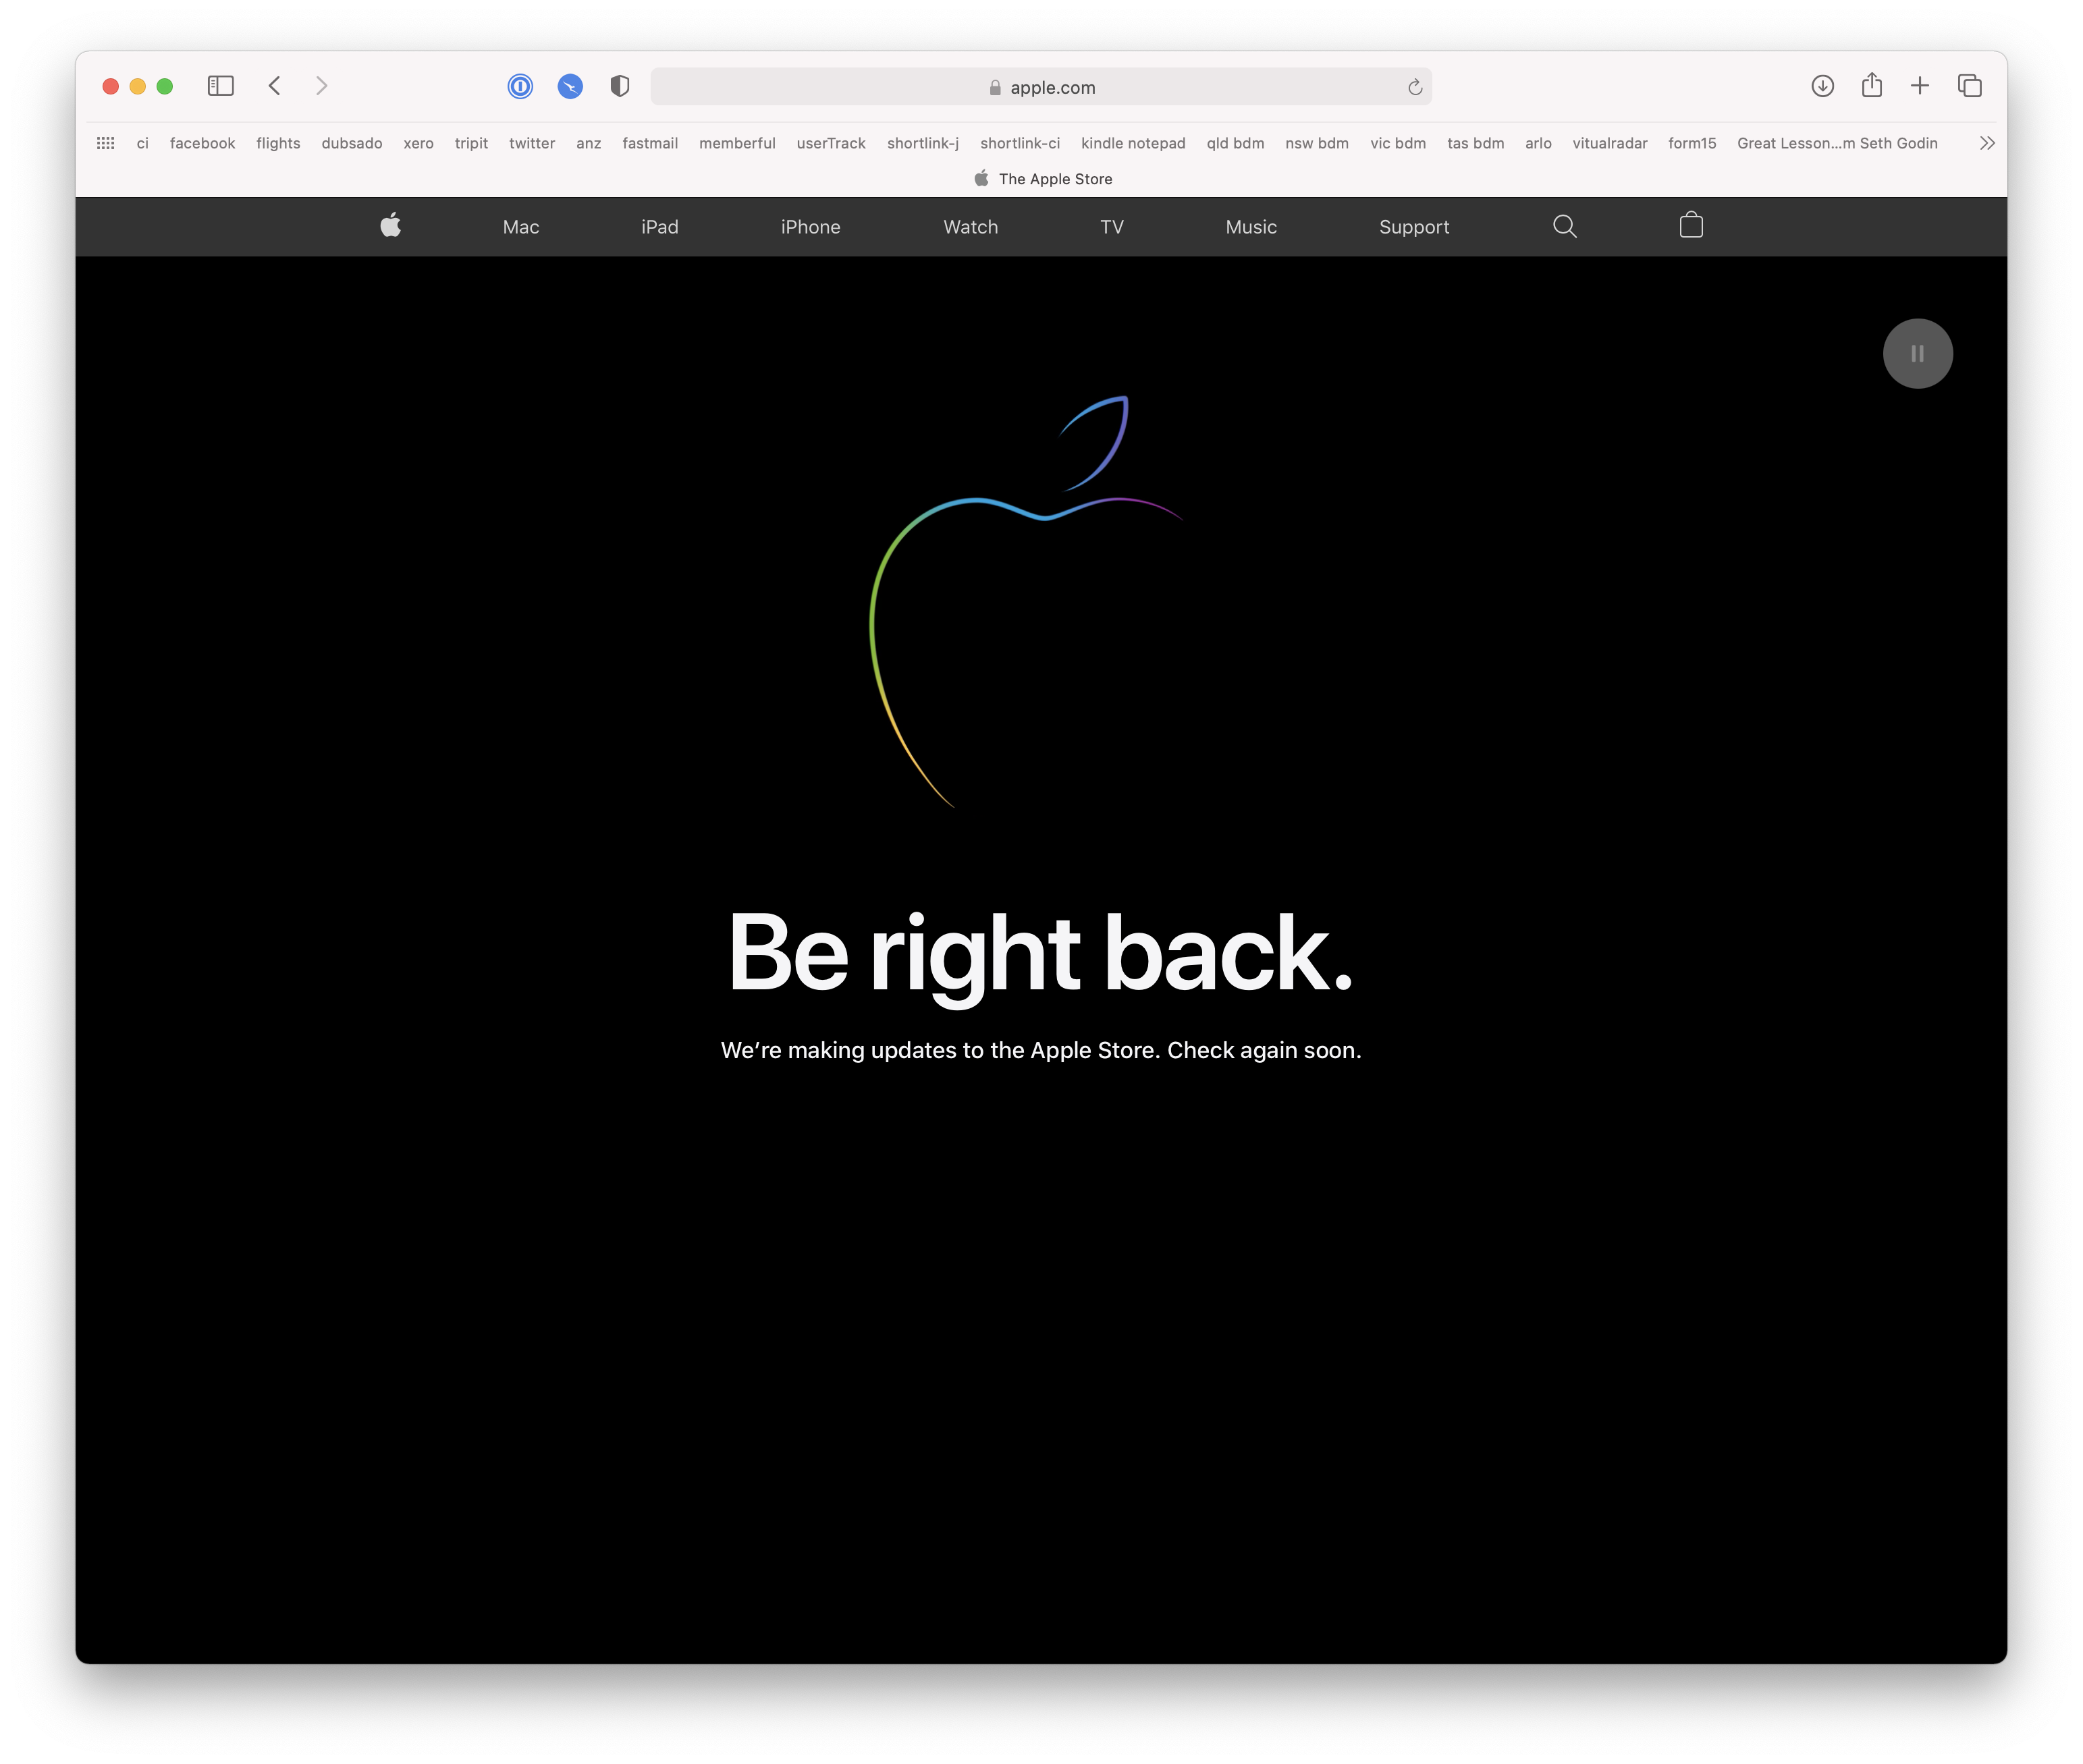 apple.com
ci facebook flights dubsado xero tripit twitter anz fastmail memberful userTrack shortlink-j shortlink-ci kindle notepad qld bdm nsw bdm vic bdm tas bdm arlo vitualradar form15 Great Lesson...m Seth Godin
The Apple Store
Mac iPad iPhone Watch TV Music Support
Be right back.
We’re making updates to the Apple Store. Check again soon.